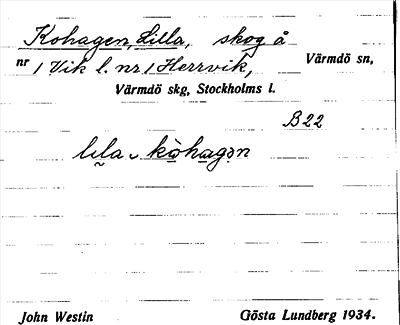 Kohagen, Lilla, skog å
nr 1 Vik l. nr 1 Herrvik, Värmdö sn,
Värmdö skg, Stockholms l.
B22
lila kòhagən
John Westin Gösta Lundberg 1934.